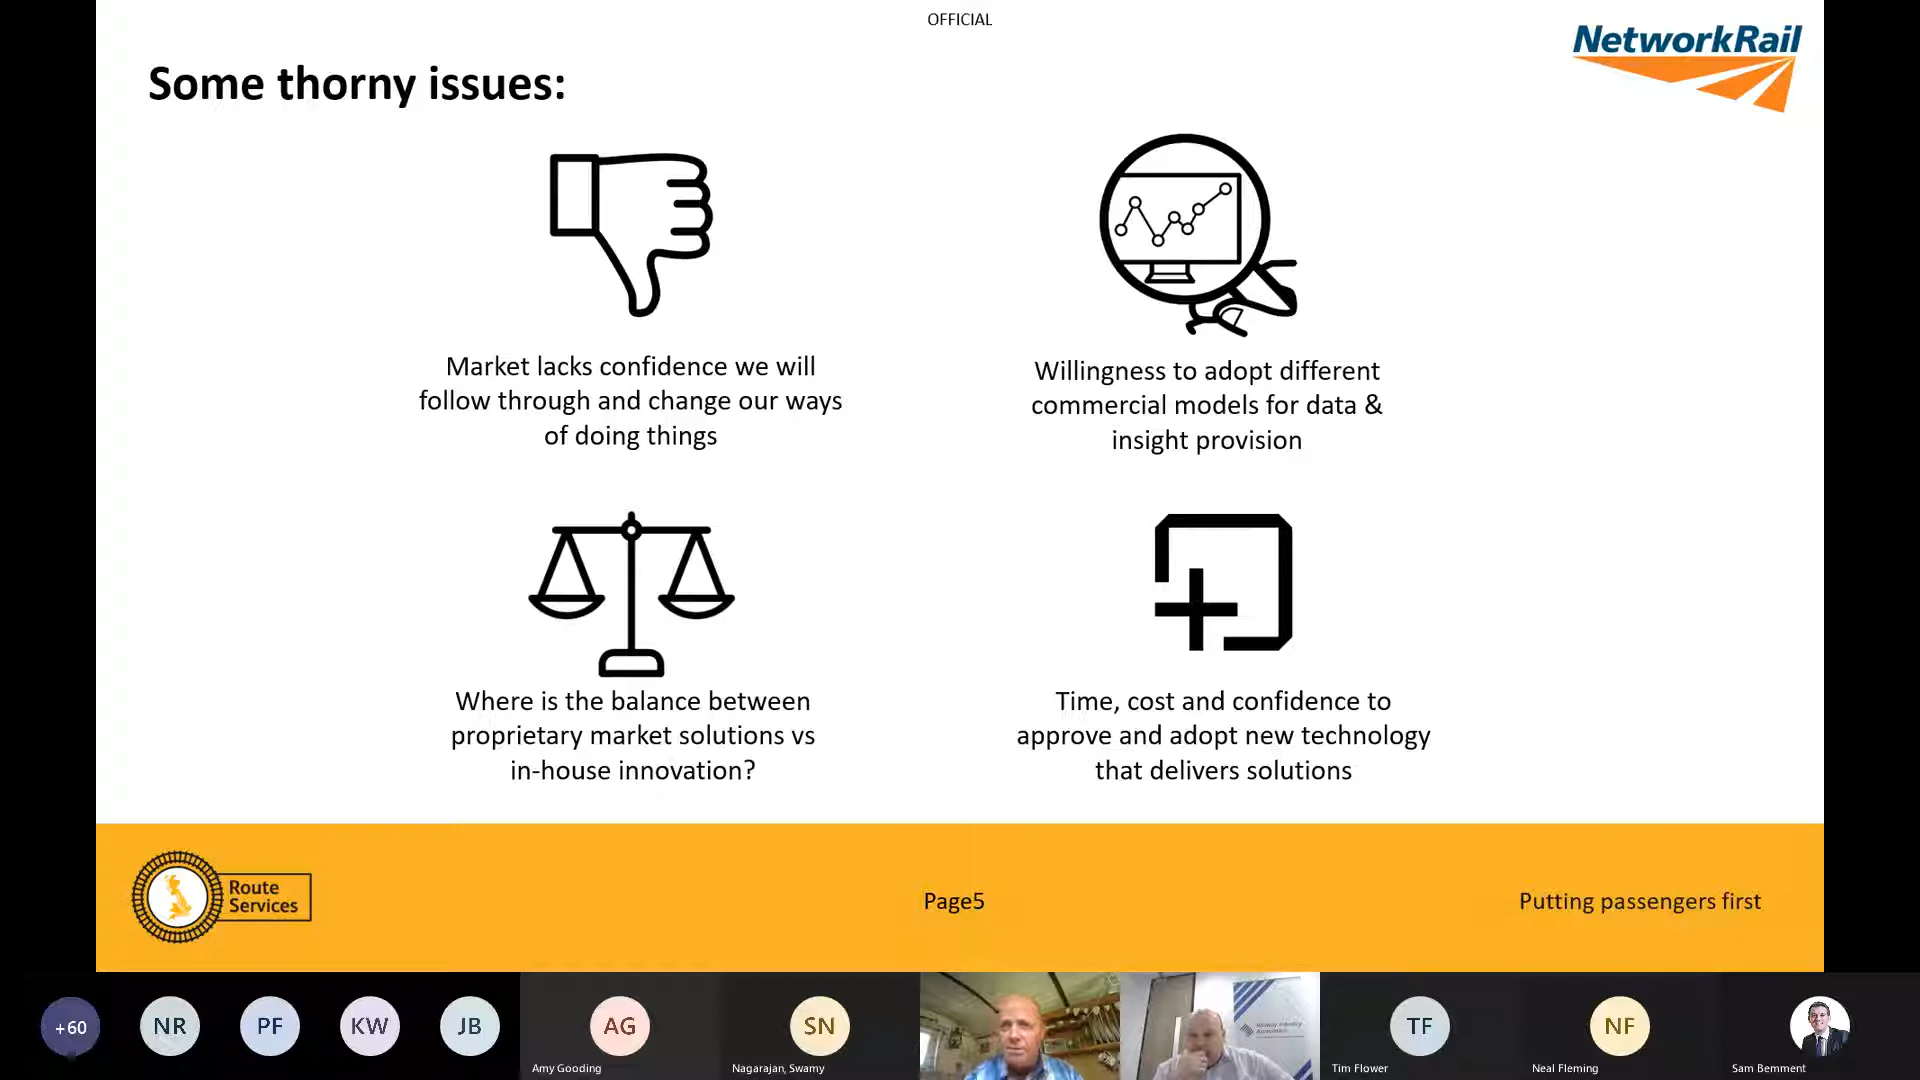 OFFICIAL
NetworkRail
Some thorny issues:
Market lacks confidence we will
follow through and change our ways
of doing things
Willingness to adopt different
commercial models for data &
insight provision
Where is the balance between
proprietary market solutions vs
in-house innovation?
Time, cost and confidence to
approve and adopt new technology
that delivers solutions
Route
Services
Page5
Putting passengers first
+60
NR
PF
KW
JB
AG
Amy Gooding
SN
Nagarajan, Swamy
Railway Industry
Association
TF
Tim Flower
NF
Neal Fleming
Sam Bemment